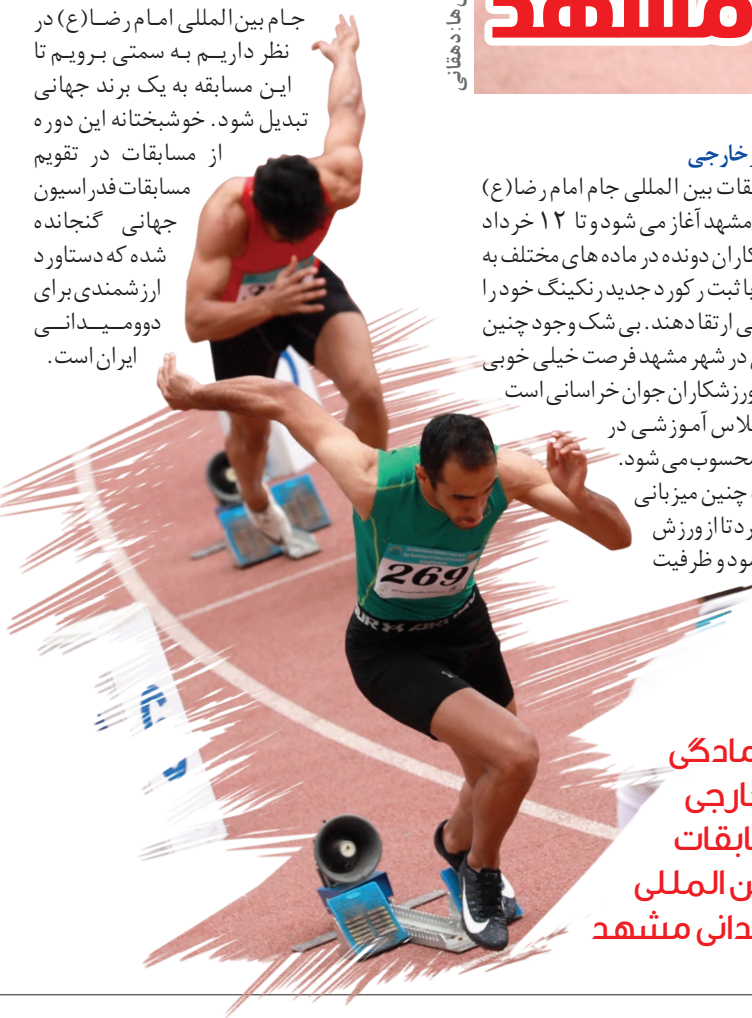 مشهد
ها: دهقانی
خارجی
قات بین المللی جام امام رضا(ع)
مشهد آغاز می شود و تا ۱۲ خرداد
کاران دونده در ماده های مختلف به
با ثبت رکورد جدید رنکینگ خود را
ی ارتقا دهند. بی شک وجود چنین
در شهر مشهد فرصت خیلی خوبی
ورزشکاران جوان خراسانی است
لاس آموزشی در
محسوب می شود.
چنین میزبانی
رد تا از ورزش
ود و ظرفیت
مادگی
خارجی
ابقات
ن المللی
دانی مشهد
جام بین المللی امام رضا(ع) در
نظر داریم به سمتی برویم تا
این مسابقه به یک برند جهانی
تبدیل شود. خوشبختانه این دوره
از مسابقات در تقویم
مسابقات فدراسیون
جهانی گنجانده
شده که دستاورد
ارزشمندی برای
دوومیدانی
ایران است.
269